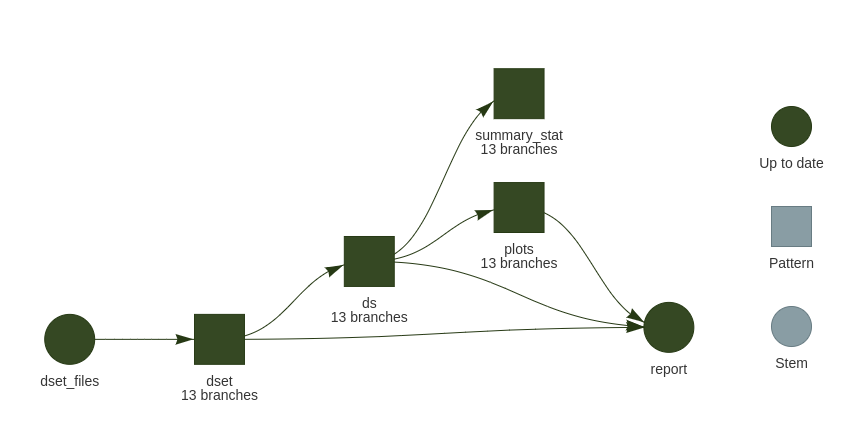 summary_stat
13 branches
plots
13 branches
ds
13 branches
dset_files
dset
13 branches
report
Up to date
Pattern
Stem